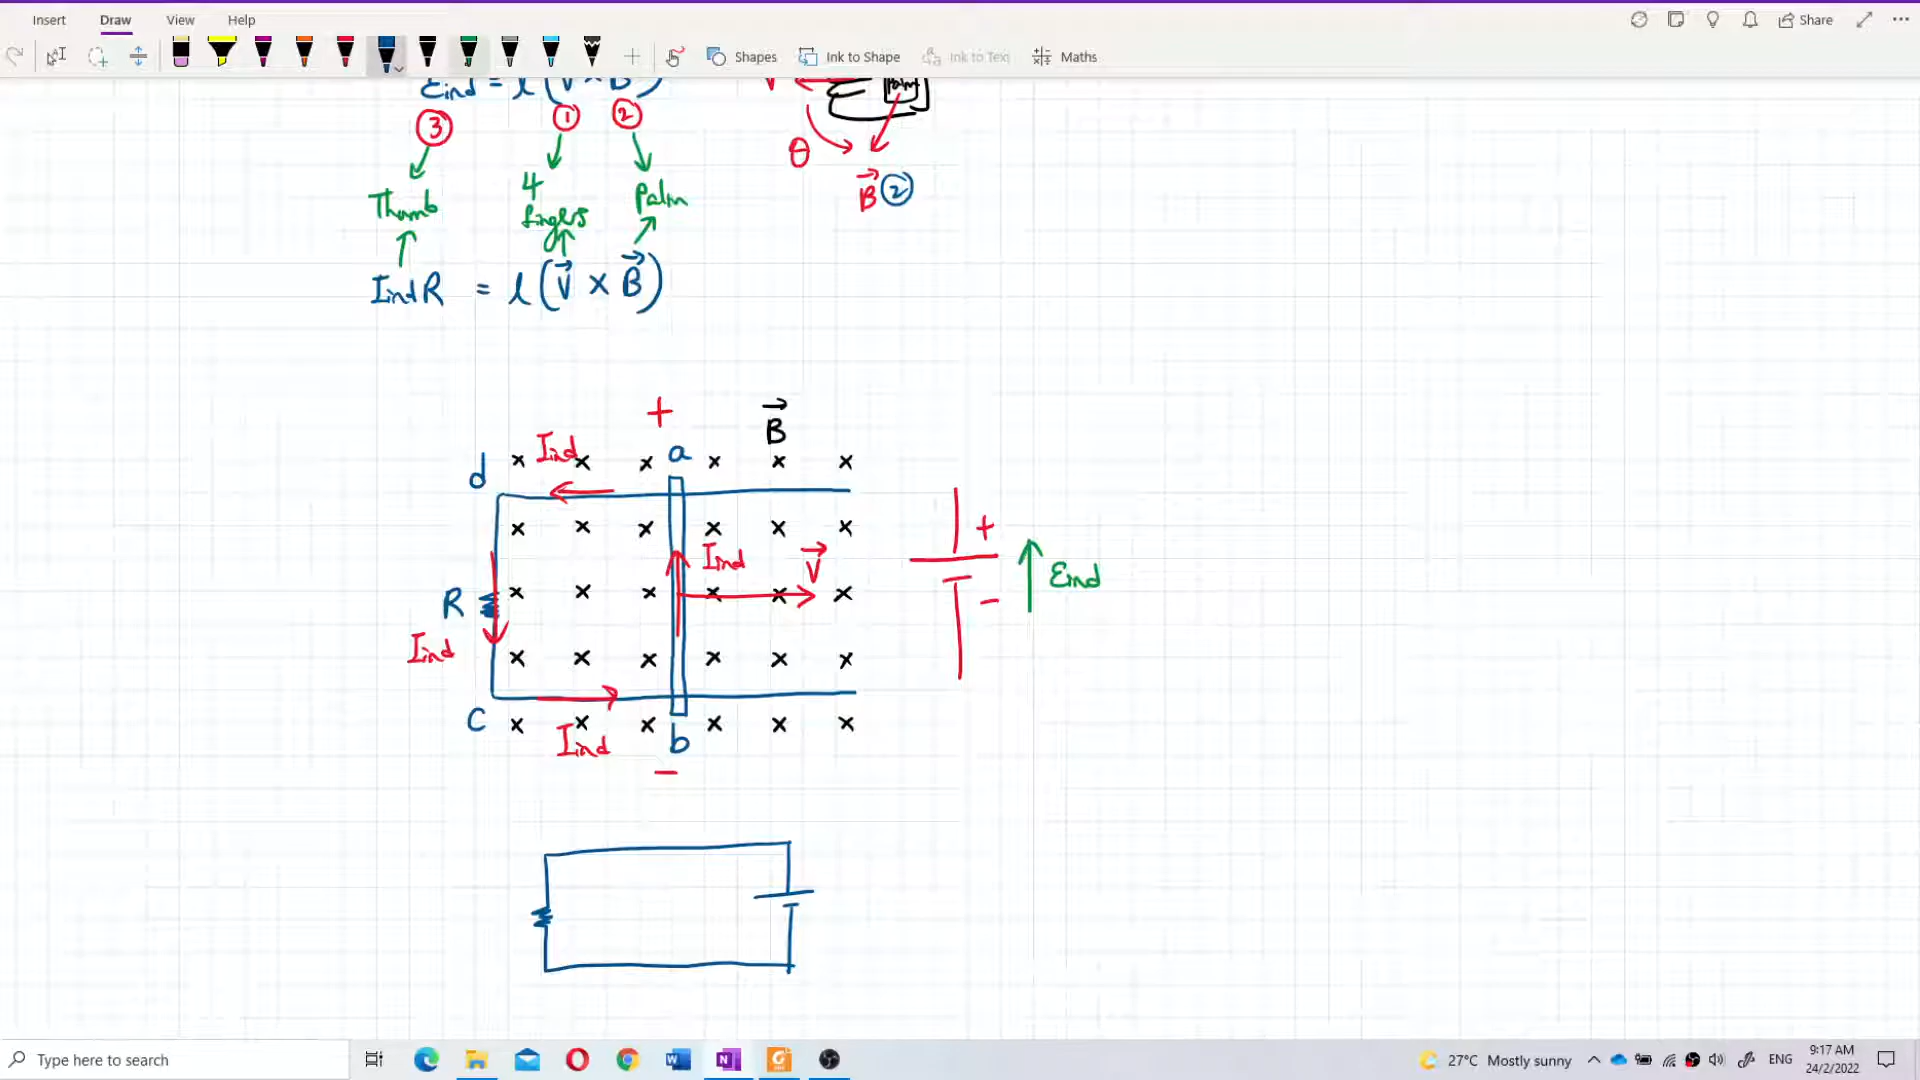 Insert Draw View Help Share
Shapes Ink to Shape Ink to Text Maths
Eind = l (V × B)
③ ① ②
θ
Thumb 4 fingers Palm
B ②
Ind R = l (V × B)
+
B
Ind a
d × × × × × ×
× × × × × ×
+
Ind V
Eind
R × × × × × ×
−
Ind
× × × × × ×
c × × × × × ×
Ind b
−
Type here to search
27°C Mostly sunny ENG 9:17 AM
24/2/2022